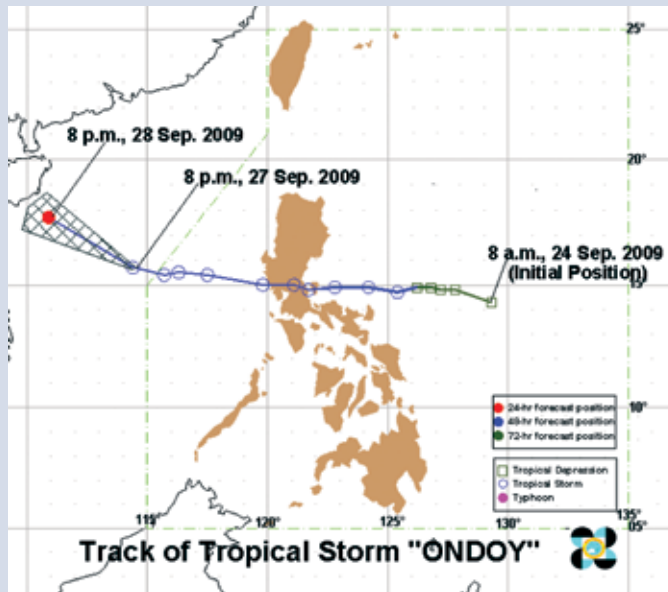 25°
8 p.m., 28 Sep. 2009
20°
8 p.m., 27 Sep. 2009
8 a.m., 24 Sep. 2009
(Initial Position)
15°
24-hr forecast position
48-hr forecast position
72-hr forecast position
10°
Tropical Depression
Tropical Storm
Typhoon
115°
120°
125°
130°
135°
05°
Track of Tropical Storm "ONDOY"